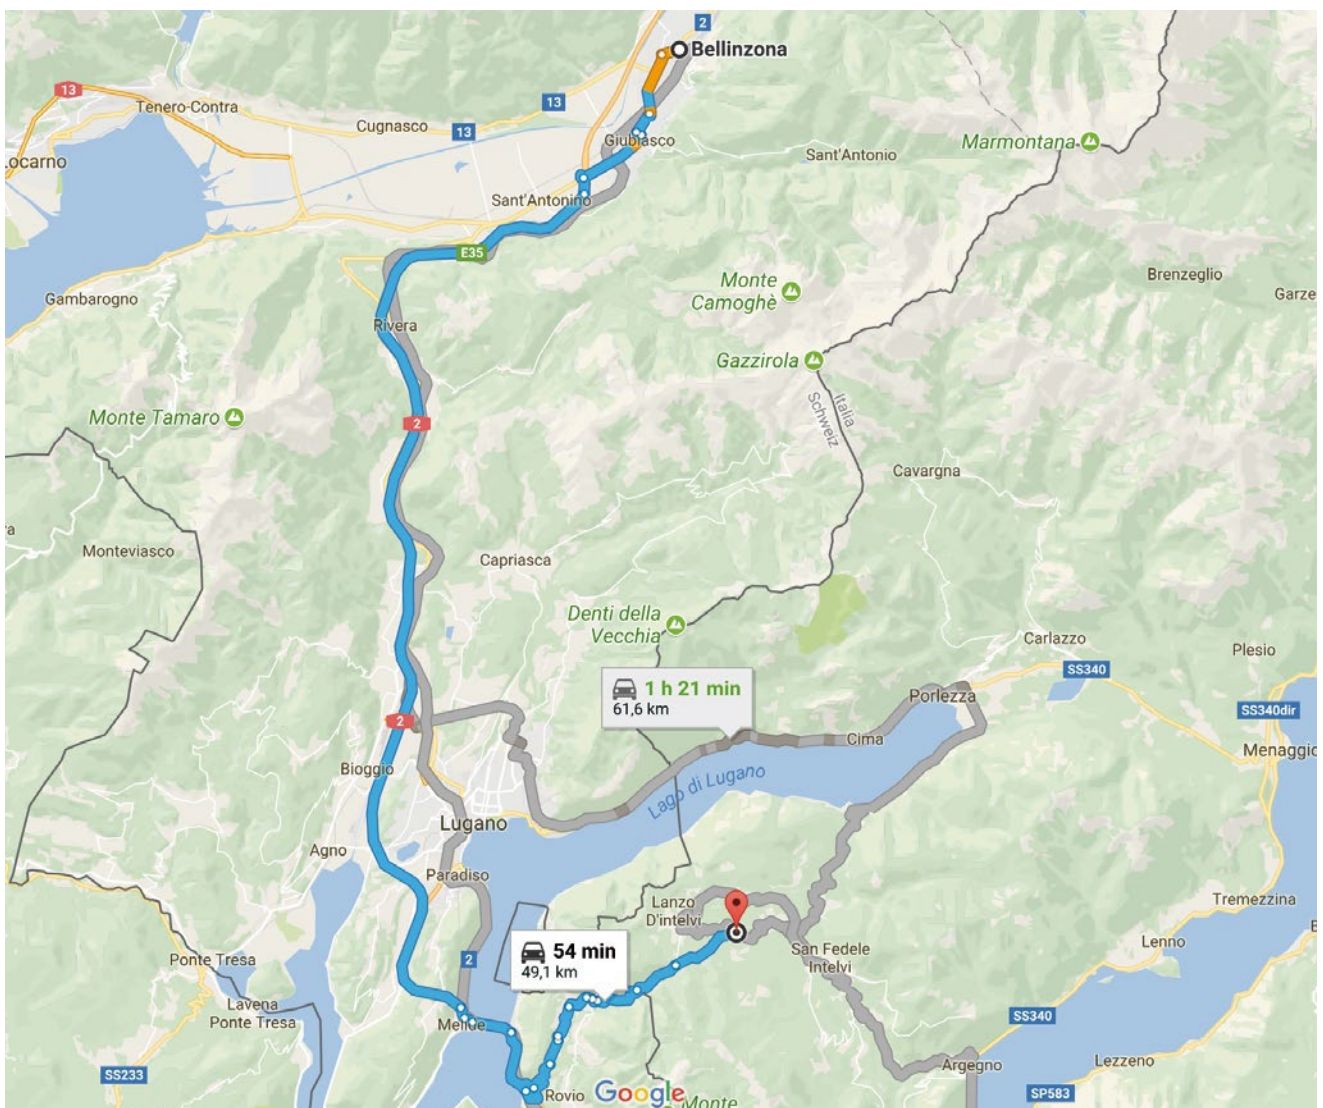 2
Bellinzona
13
Tenero-Contra
13
Cugnasco
13
Giubiasco
Marmontana
Sant'Antonio
Locarno
Sant'Antonino
E35
Brenzeglio
Monte
Camoghè
Gambarogno
Rivera
Gazzirola
Italia
Schweiz
Monte Tamaro
2
Cavargna
Monteviasco
Capriasca
Denti della
Vecchia
Carlazzo
Plesio
SS340
1 h 21 min
61,6 km
Porlezza
SS340dir
2
Cima
Menaggio
Bioggio
Lago di Lugano
Lugano
Agno
Paradiso
Lanzo
D'intelvi
Tremezzina
San Fedele
Intelvi
Lenno
54 min
49,1 km
2
Ponte Tresa
Lavena
Ponte Tresa
Melide
SS340
Argegno
Lezzeno
SS233
Rovio
Google
Monte
SP583